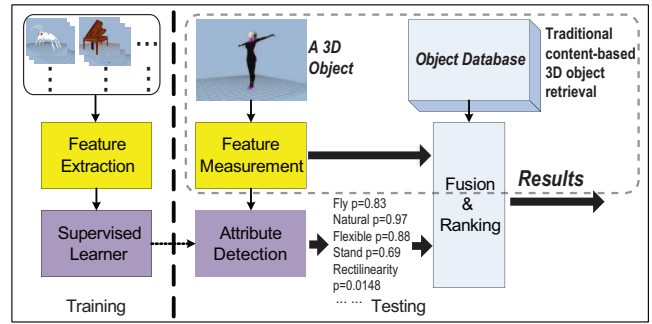 A 3D
Object
Object Database
Traditional
content-based
3D object
retrieval
Feature
Extraction
Feature
Measurement
Fusion
&
Ranking
Results
Supervised
Learner
Attribute
Detection
Fly p=0.83
Natural p=0.97
Flexible p=0.88
Stand p=0.69
Rectilinearity
p=0.0148
... ...
Training
Testing